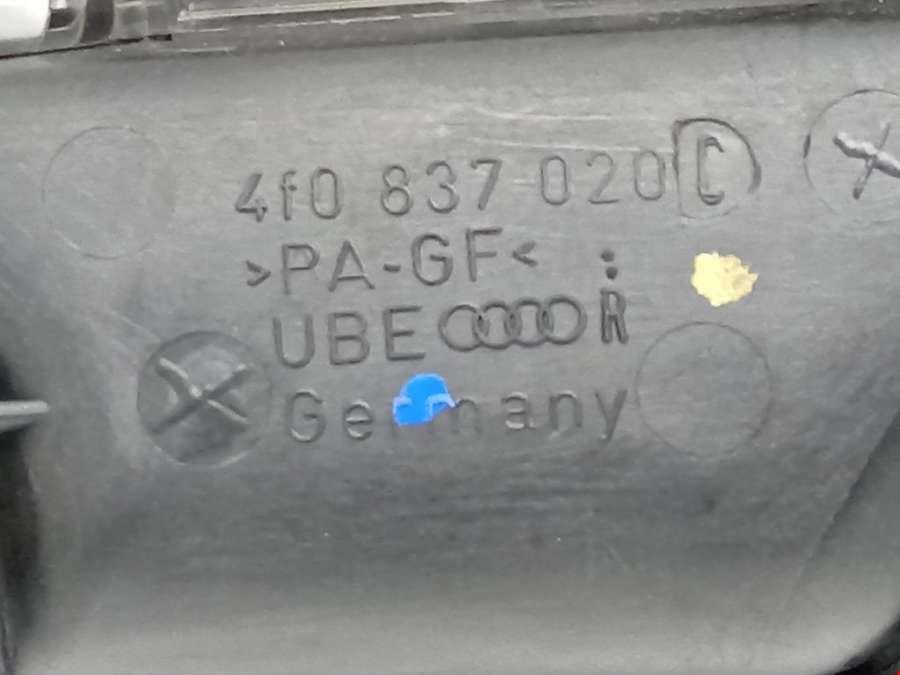 4f0 837 020 C
>PA-GF<
UBE R
Germany